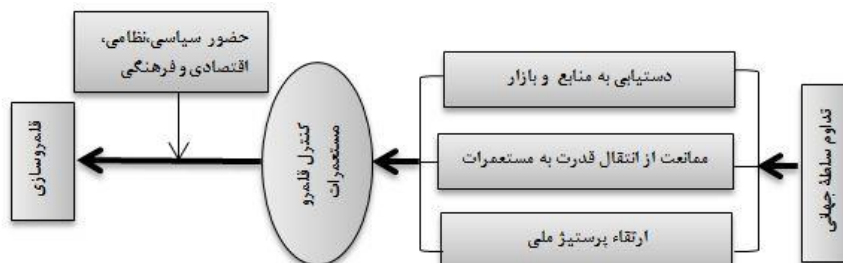 تداوم سلطهٔ جهانی
دستیابی به منابع و بازار
ممانعت از انتقال قدرت به مستعمرات
ارتقاء پرستیژ ملی
کنترل قلمرو
مستعمرات
حضور سیاسی،نظامی،
اقتصادی و فرهنگی
قلمروسازی